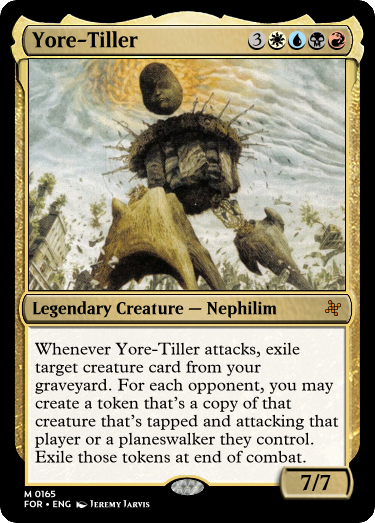 Yore-Tiller 3
Legendary Creature — Nephilim
Whenever Yore-Tiller attacks, exile
target creature card from your
graveyard. For each opponent, you may
create a token that's a copy of that
creature that's tapped and attacking that
player or a planeswalker they control.
Exile those tokens at end of combat.
7/7
M 0165
FOR • ENG Jeremy Jarvis